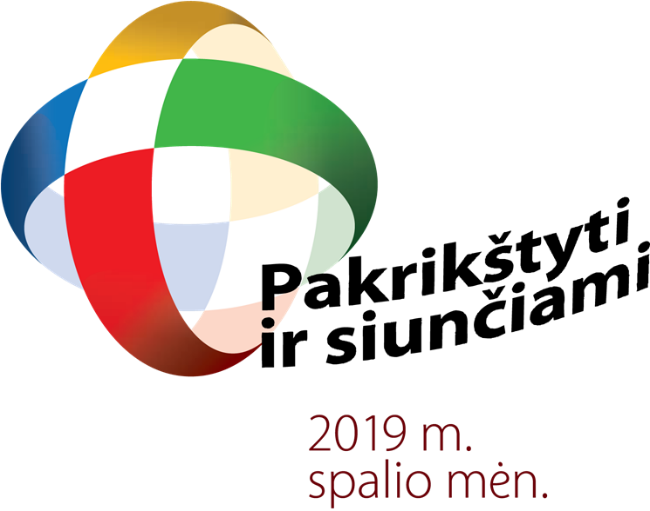 Pakrikštyti
ir siunčiami
2019 m.
spalio mėn.